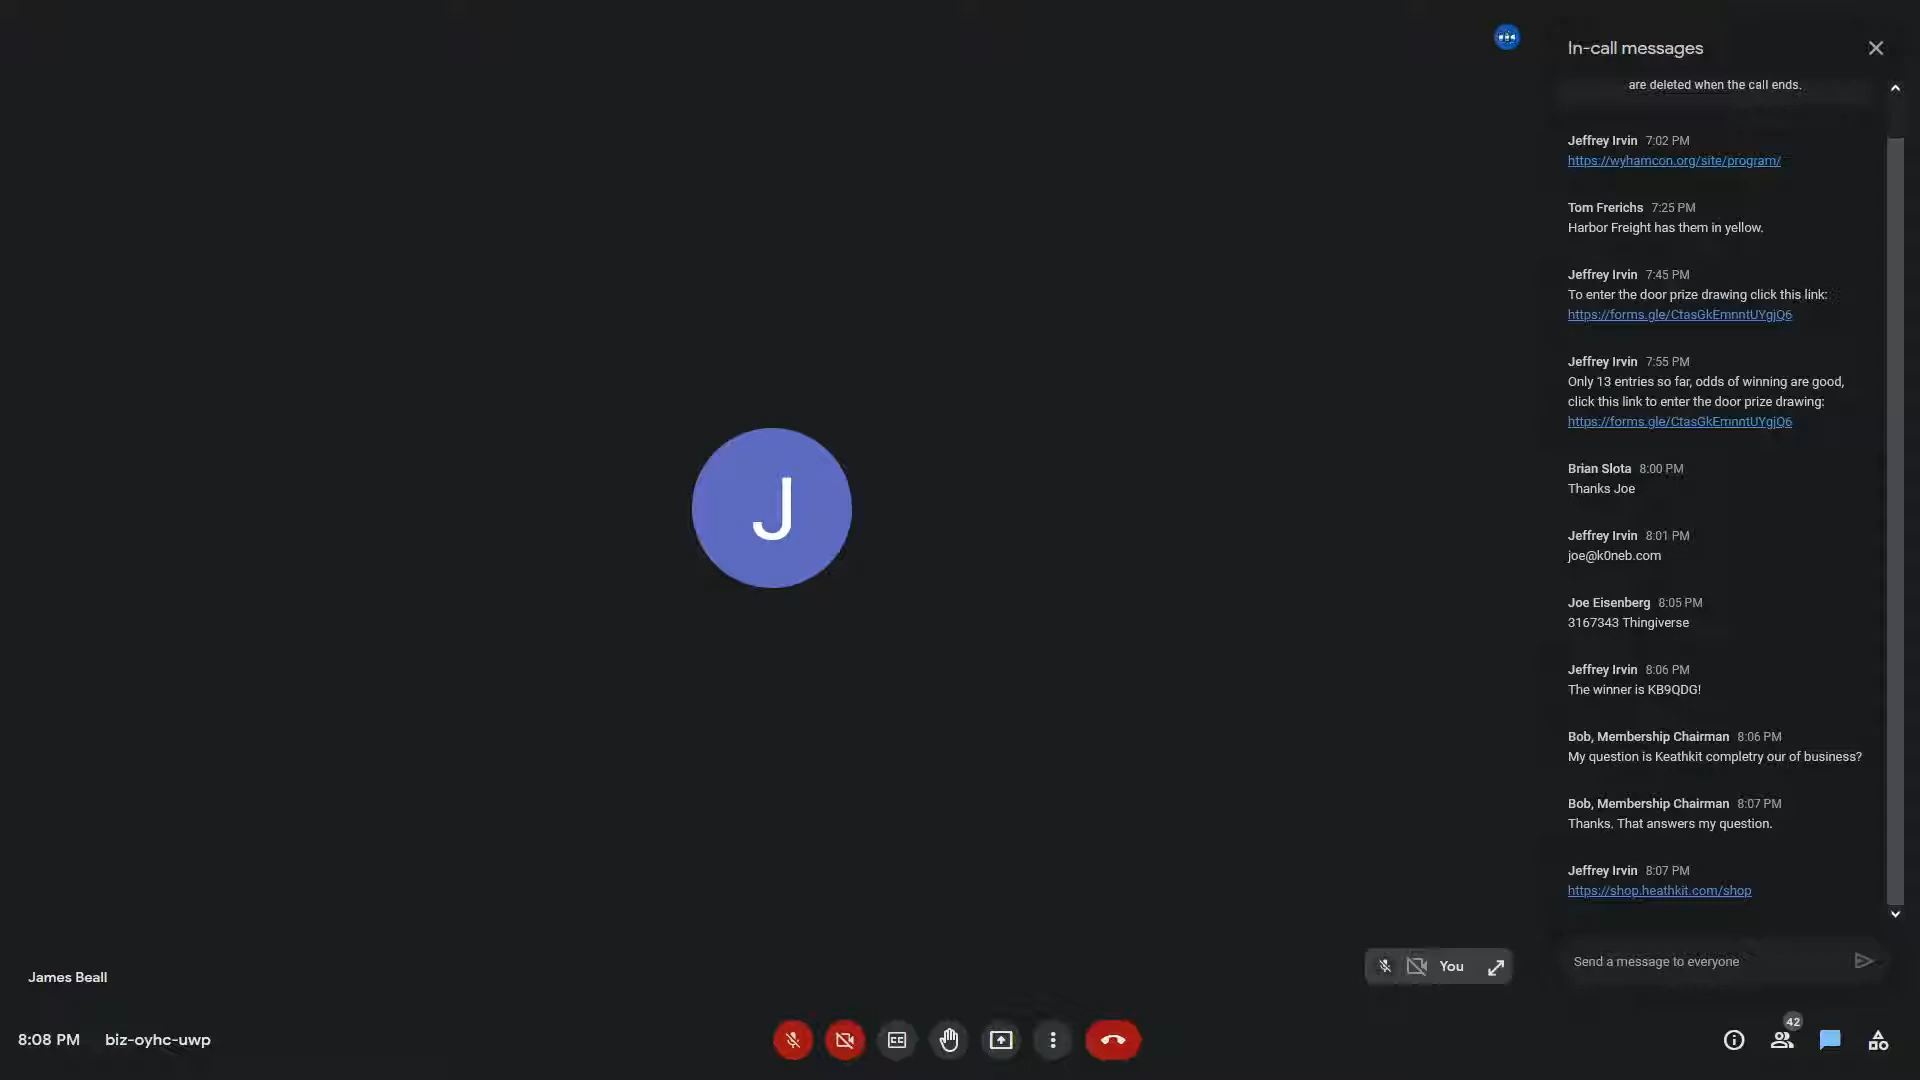 In-call messages
are deleted when the call ends.
Jeffrey Irvin 7:02 PM
https://wyhamcon.org/site/program/
Tom Frerichs 7:25 PM
Harbor Freight has them in yellow.
Jeffrey Irvin 7:45 PM
To enter the door prize drawing click this link:
https://forms.gle/CtasGkEmnntUYgjQ6
Jeffrey Irvin 7:55 PM
Only 13 entries so far, odds of winning are good,
click this link to enter the door prize drawing:
https://forms.gle/CtasGkEmnntUYgjQ6
Brian Slota 8:00 PM
Thanks Joe
Jeffrey Irvin 8:01 PM
joe@k0neb.com
Joe Eisenberg 8:05 PM
3167343 Thingiverse
Jeffrey Irvin 8:06 PM
The winner is KB9QDG!
Bob, Membership Chairman 8:06 PM
My question is Keathkit completry our of business?
Bob, Membership Chairman 8:07 PM
Thanks. That answers my question.
Jeffrey Irvin 8:07 PM
https://shop.heathkit.com/shop
Send a message to everyone
J
James Beall
You
8:08 PM biz-oyhc-uwp
42